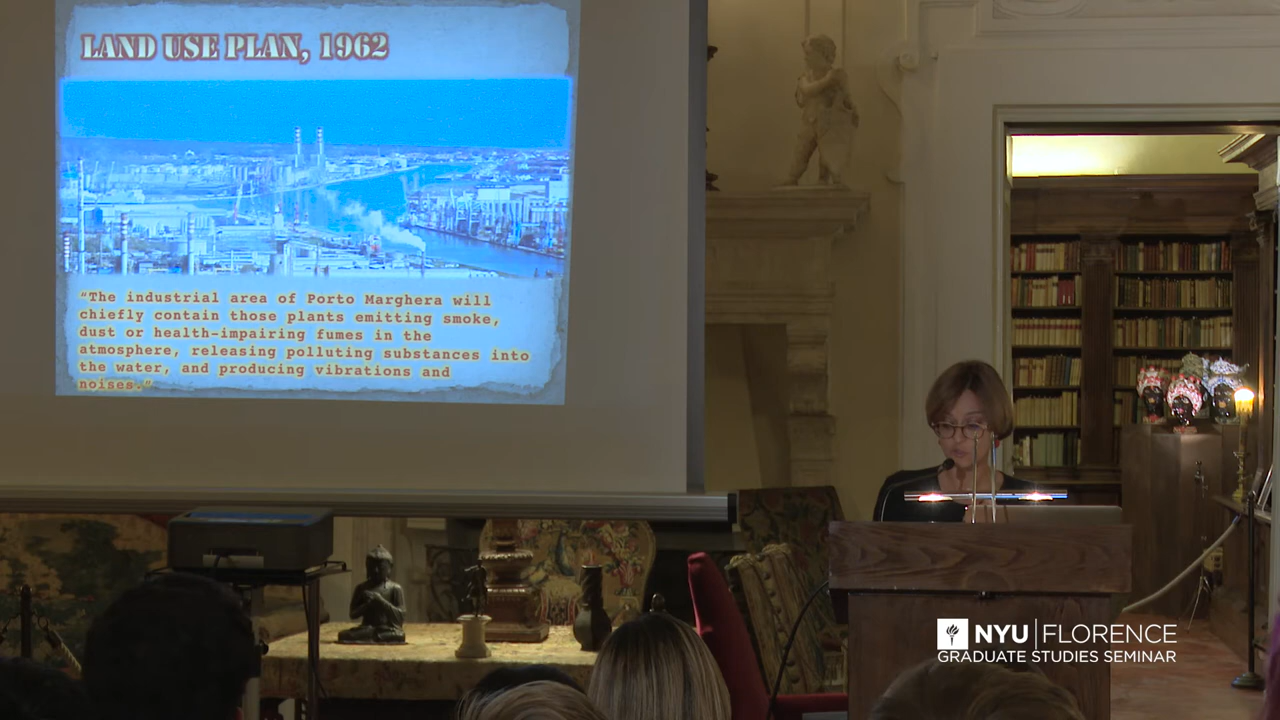 LAND USE PLAN, 1962
“The industrial area of Porto Marghera will
chiefly contain those plants emitting smoke,
dust or health-impairing fumes in the
atmosphere, releasing polluting substances into
the water, and producing vibrations and
noises.”
NYU FLORENCE
GRADUATE STUDIES SEMINAR